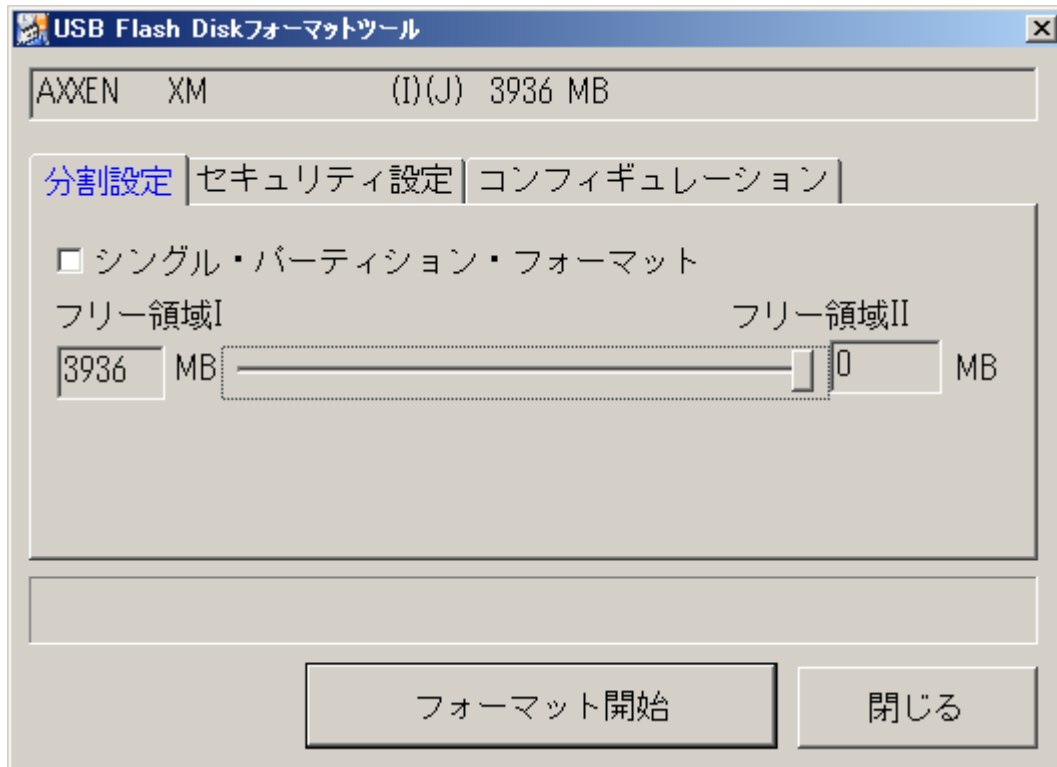 USB Flash Diskフォーマットツール
AXXEN XM (I)(J) 3936 MB
分割設定 セキュリティ設定 コンフィギュレーション
シングル・パーティション・フォーマット
フリー領域I フリー領域II
3936 MB 0 MB
フォーマット開始 閉じる